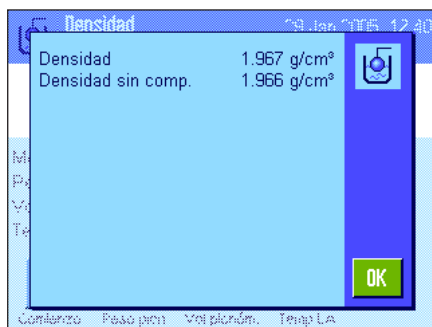 Densidad 29.Jan 2005 12:40
Densidad 1.967 g/cm³
Densidad sin comp. 1.966 g/cm³
OK
Comienzo Peso picn Vol picnóm. Temp LA